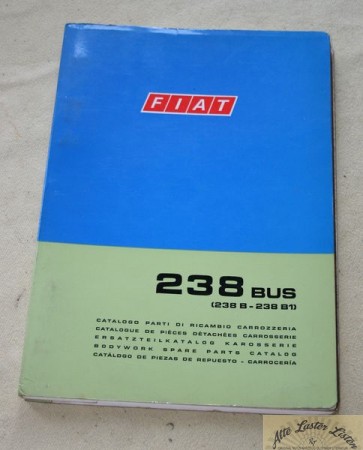 FIAT
238 BUS
(238 B - 238 B1)
CATALOGO PARTI DI RICAMBIO CARROZZERIA
CATALOGUE DE PIÈCES DÉTACHÉES CARROSSERIE
ERSATZTEILKATALOG KAROSSERIE
BODYWORK SPARE PARTS CATALOG
CATÁLOGO DE PIEZAS DE REPUESTO - CARROCERÍA
Alte Laster Listen